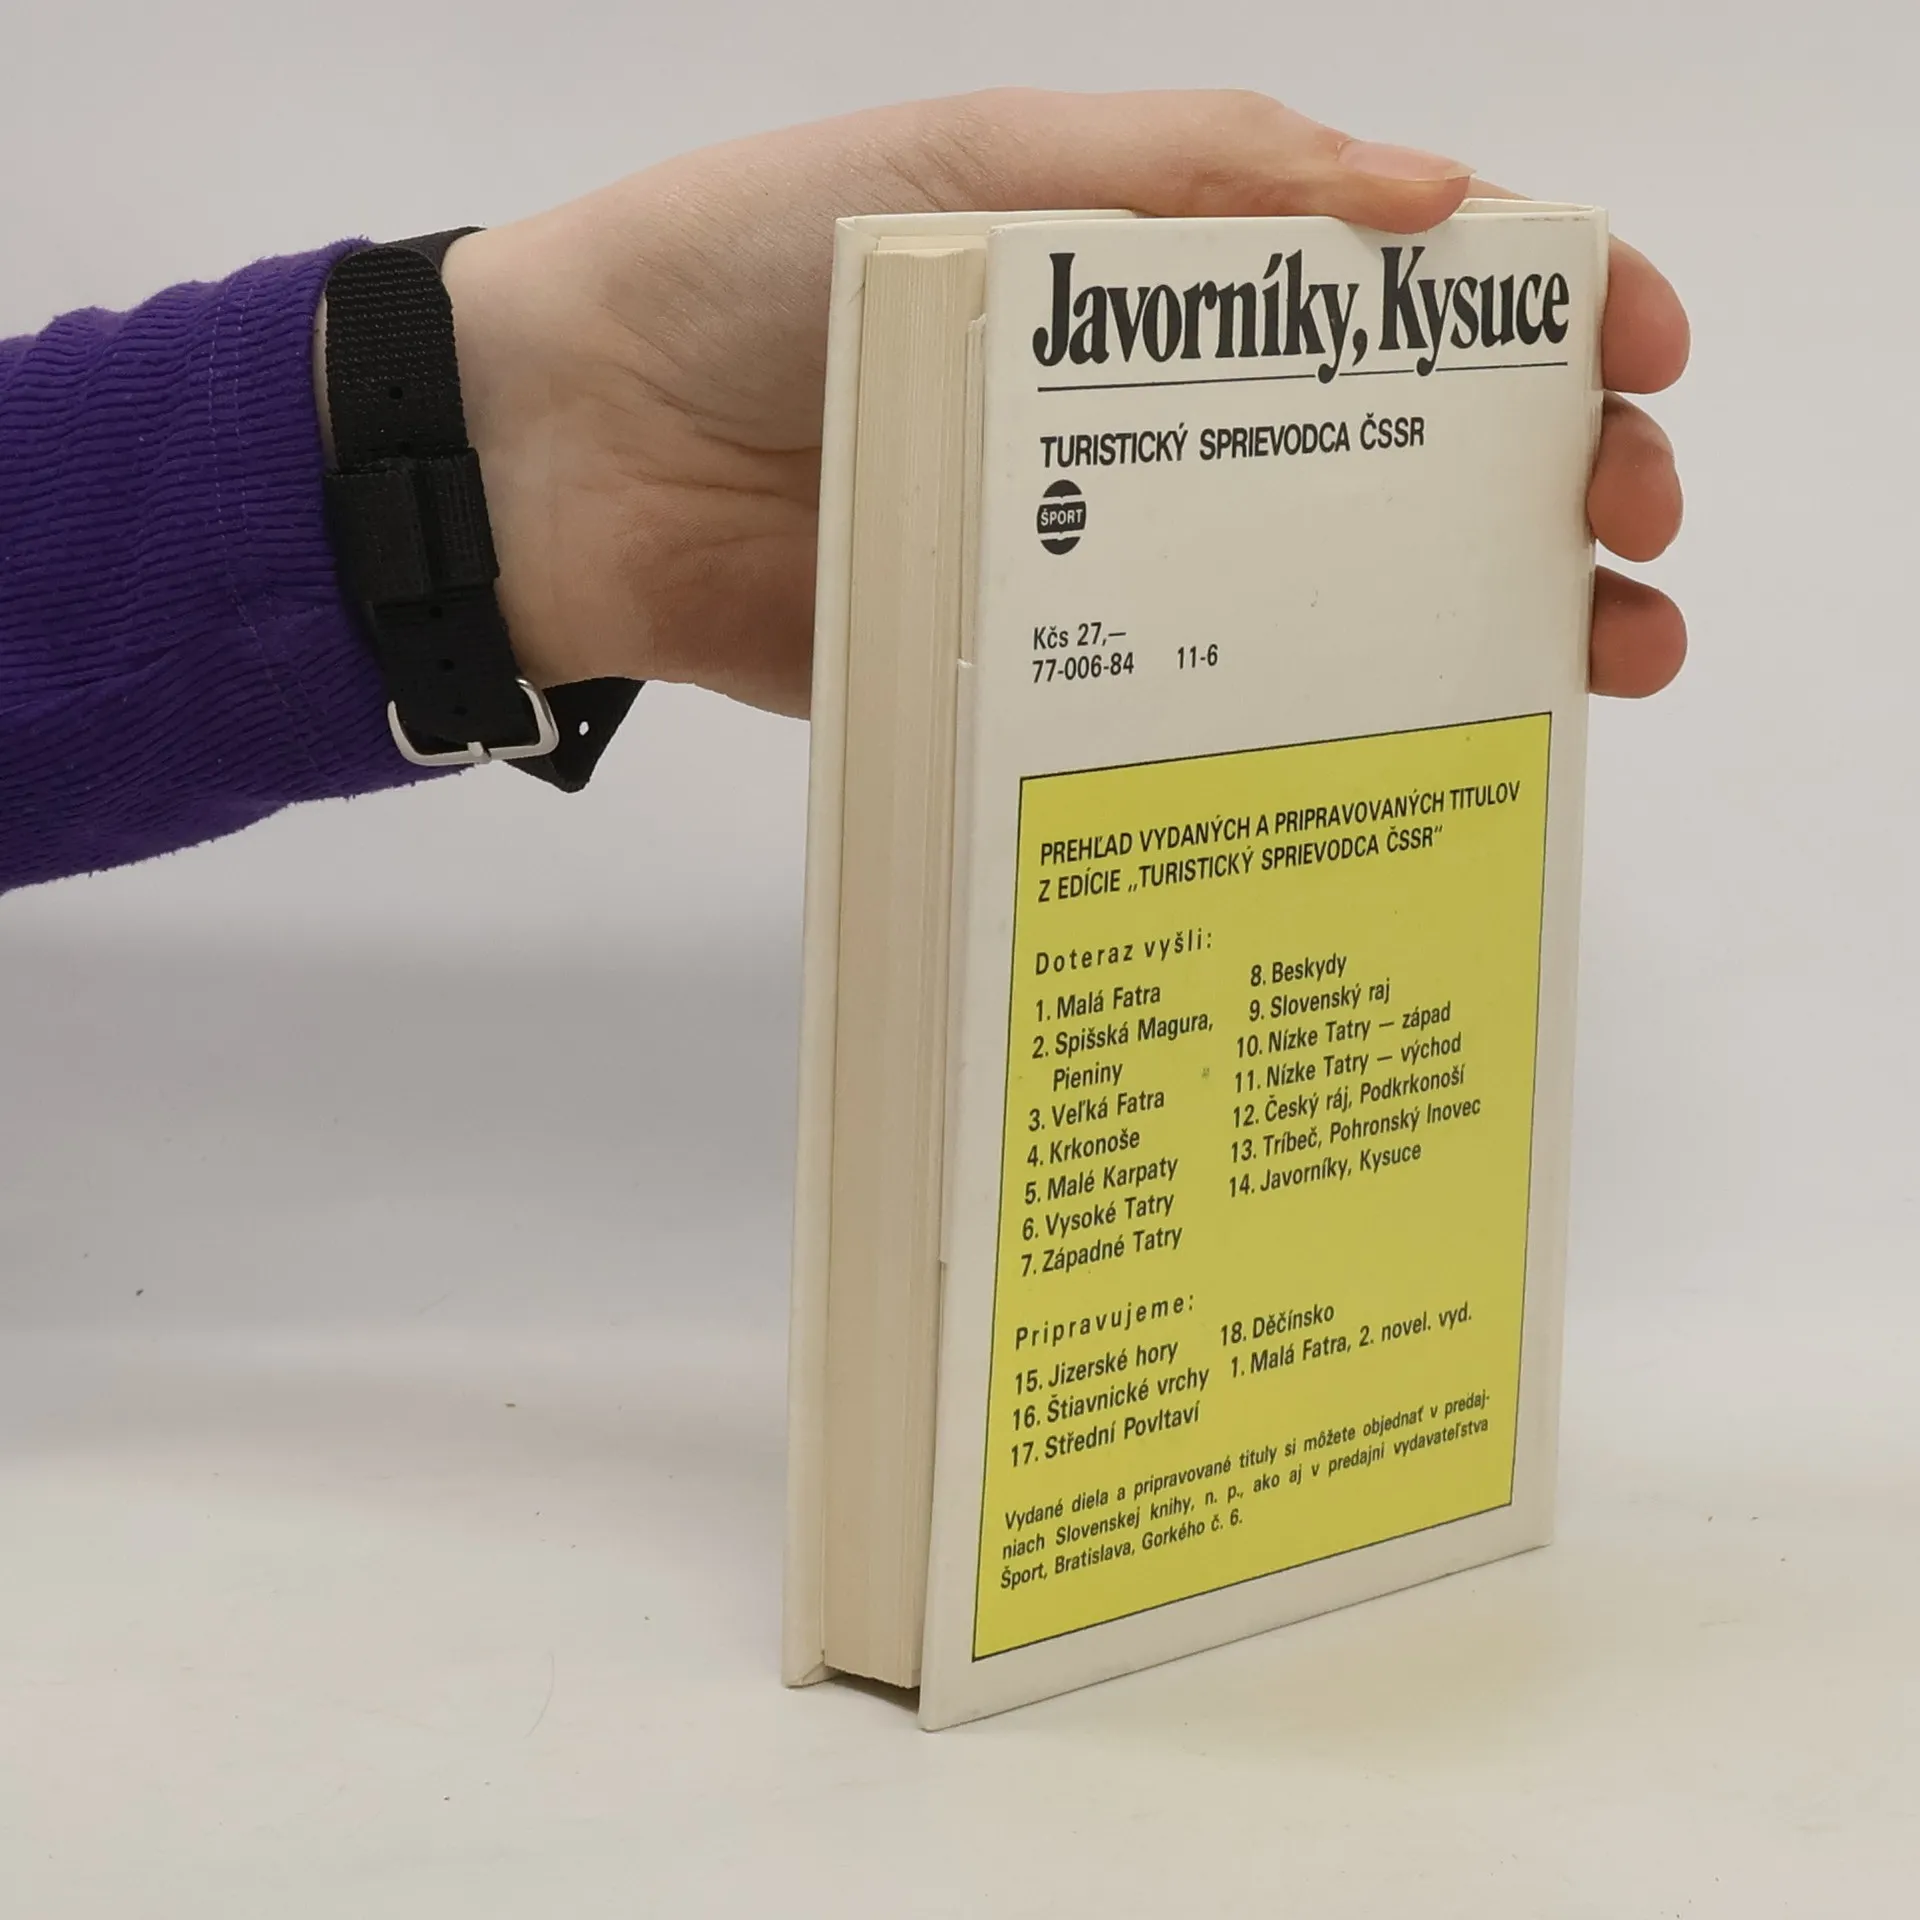 Javorníky, Kysuce
TURISTICKÝ SPRIEVODCA ČSSR
ŠPORT
Kčs 27,—
77-006-84 11-6
PREHĽAD VYDANÝCH A PRIPRAVOVANÝCH TITULOV
Z EDÍCIE „TURISTICKÝ SPRIEVODCA ČSSR"
Doteraz vyšli:
1. Malá Fatra
2. Spišská Magura,
Pieniny
3. Veľká Fatra
4. Krkonoše
5. Malé Karpaty
6. Vysoké Tatry
7. Západné Tatry
8. Beskydy
9. Slovenský raj
10. Nízke Tatry — západ
11. Nízke Tatry — východ
12. Český ráj, Podkrkonoší
13. Tríbeč, Pohronský Inovec
14. Javorníky, Kysuce
Pripravujeme:
15. Jizerské hory
16. Štiavnické vrchy
17. Střední Povltaví
18. Děčínsko
1. Malá Fatra, 2. novel. vyd.
Vydané diela a pripravované tituly si môžete objednať v predaj-
niach Slovenskej knihy, n. p., ako aj v predajni vydavateľstva
Šport, Bratislava, Gorkého č. 6.